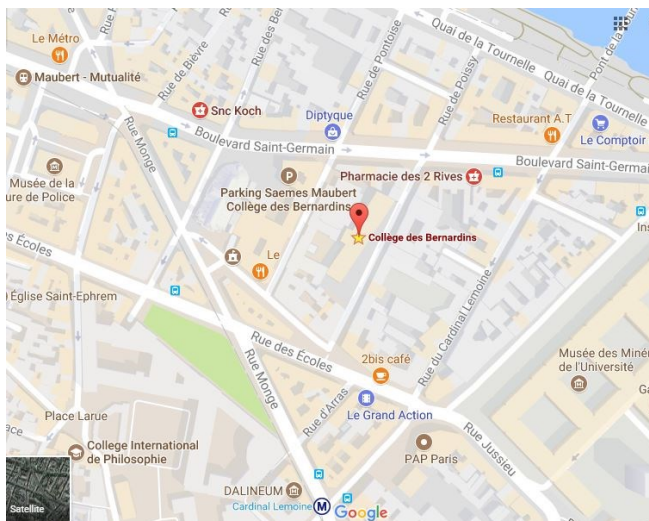 Le Métro
Maubert - Mutualité
Rue de Bièvre
Rue des Ber
Rue de Pontoise
Rue de Poissy
Quai de la Tournelle
Quai de la Tournelle
Pont de la Tour
Snc Koch
Diptyque
Restaurant A.T
Le Comptoir
Boulevard Saint-Germain
Boulevard Saint-Germai
Rue Monge
Musée de la
ure de Police
Parking Saemes Maubert
Collège des Bernardins
Pharmacie des 2 Rives
Collège des Bernardins
Ins
es Écoles
Le
Église Saint-Ephrem
Rue des Écoles
Rue Monge
Rue du Cardinal Lemoine
2bis café
Musée des Miné
de l'Université
Ga
Rue d'Arras
Le Grand Action
Rue Jussieu
Place Larue
ace
College International
de Philosophie
PAP Paris
DALINEUM
Cardinal Lemoine
M
Google
Satellite